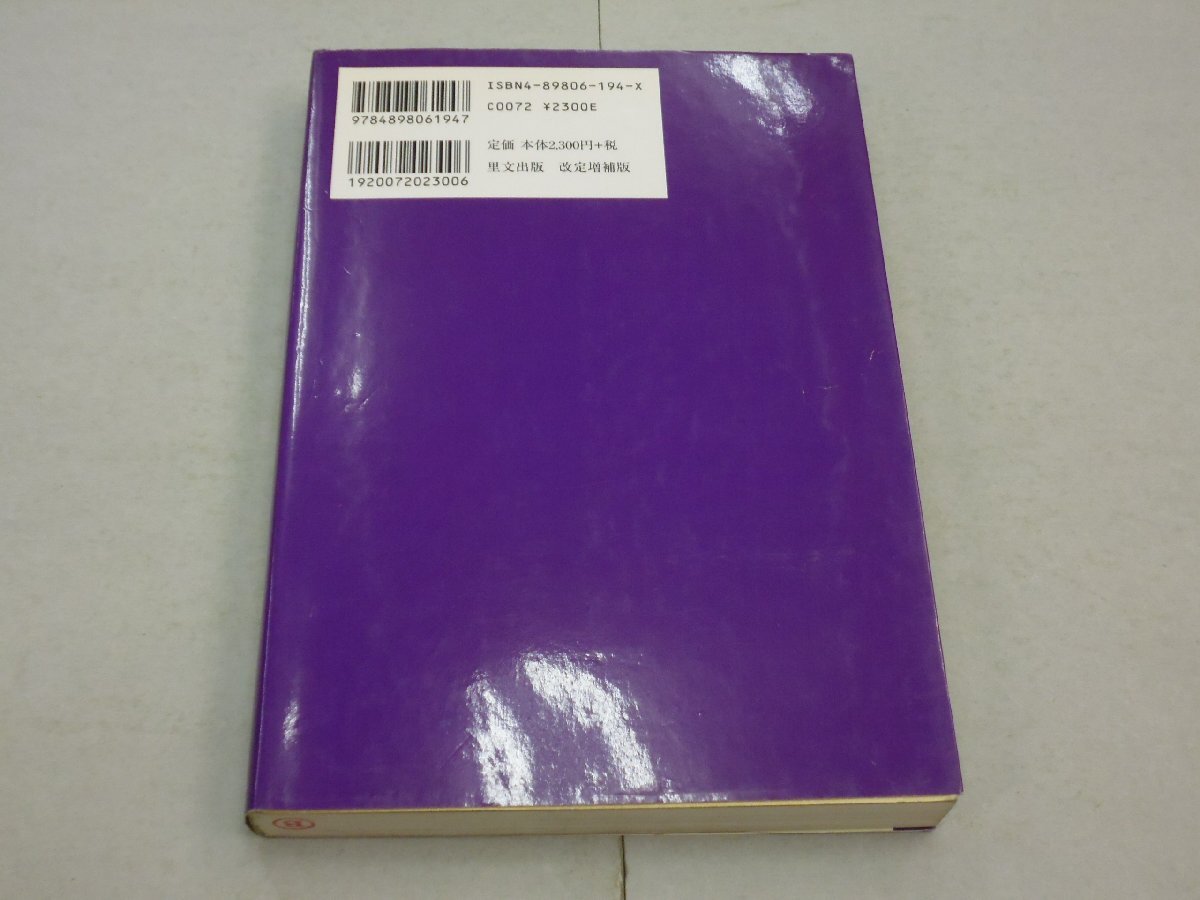 ISBN4-89806-194-X
C0072 ¥2300E
9784898061947
定価 本体2,300円+税
里文出版 改定増補版
1920072023006
B